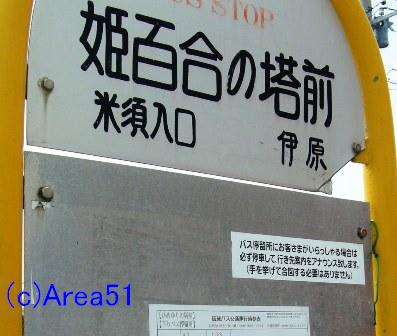 BUS STOP
姫百合の塔前
米須入口 伊原
バス停留所にお客さまがいらっしゃる場合は
必ず停車して、行き先案内をアナウンス致します。
(手を挙げて合図する必要はありません)
(c)Area51